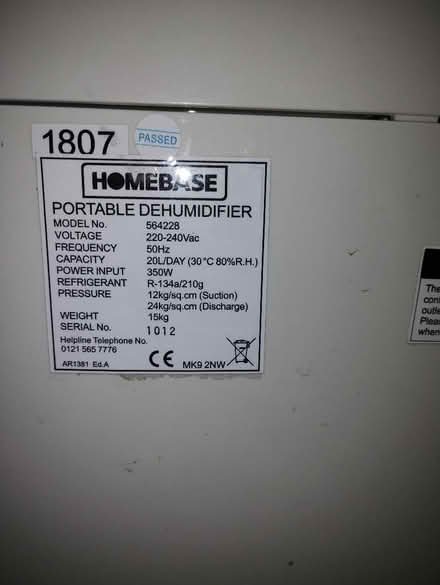 1807
PASSED
HOMEBASE
PORTABLE DEHUMIDIFIER
MODEL No. 564228
VOLTAGE 220-240Vac
FREQUENCY 50Hz
CAPACITY 20L/DAY (30°C 80%R.H.)
POWER INPUT 350W
REFRIGERANT R-134a/210g
PRESSURE 12kg/sq.cm (Suction)
24kg/sq.cm (Discharge)
WEIGHT 15kg
SERIAL No. 1012
Helpline Telephone No.
0121 565 7776
AR1381 Ed.A
CE
MK9 2NW
The
cont
outle
Pleas
when